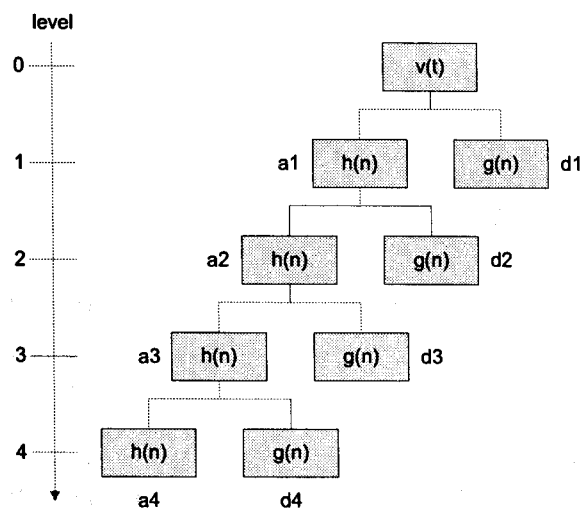 level
0 v(t)
1 a1 h(n) g(n) d1
2 a2 h(n) g(n) d2
3 a3 h(n) g(n) d3
4 h(n) g(n)
a4 d4